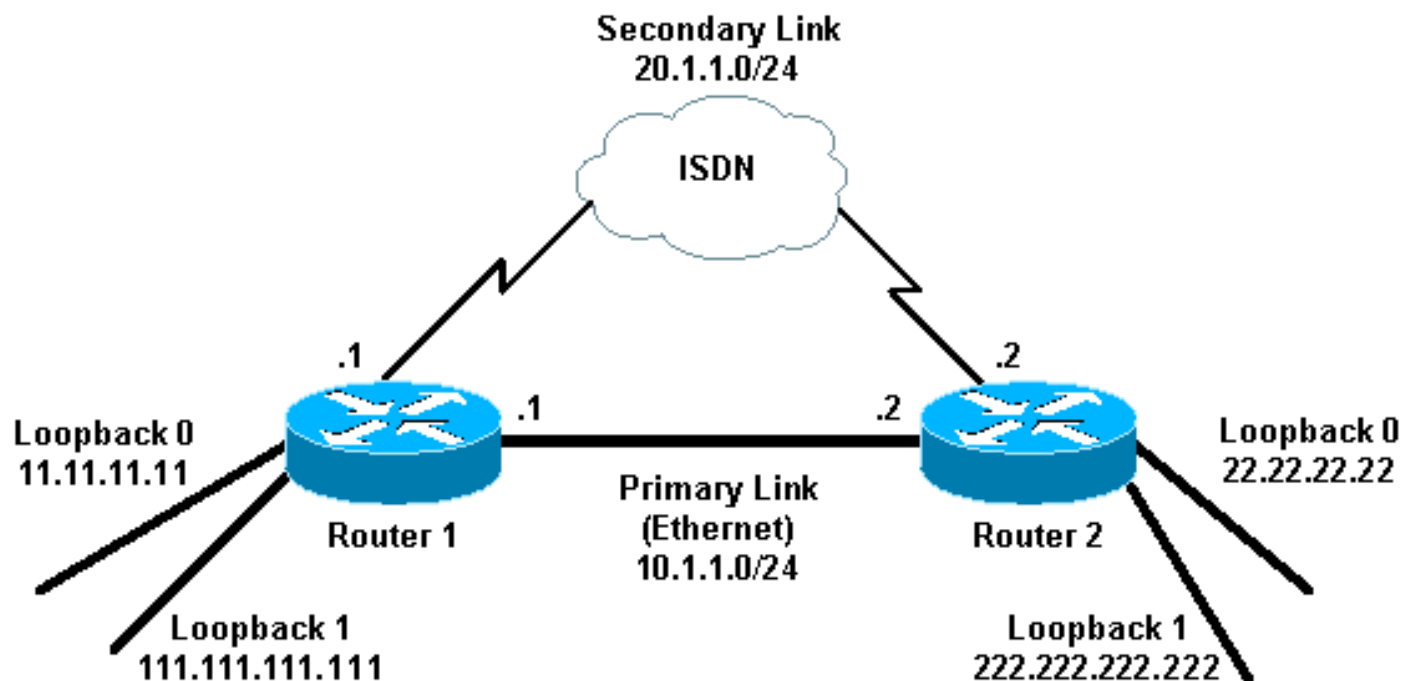 Secondary Link
20.1.1.0/24
ISDN
.1
.2
.1
.2
Loopback 0
11.11.11.11
Loopback 0
22.22.22.22
Primary Link
(Ethernet)
10.1.1.0/24
Router 1
Router 2
Loopback 1
111.111.111.111
Loopback 1
222.222.222.222